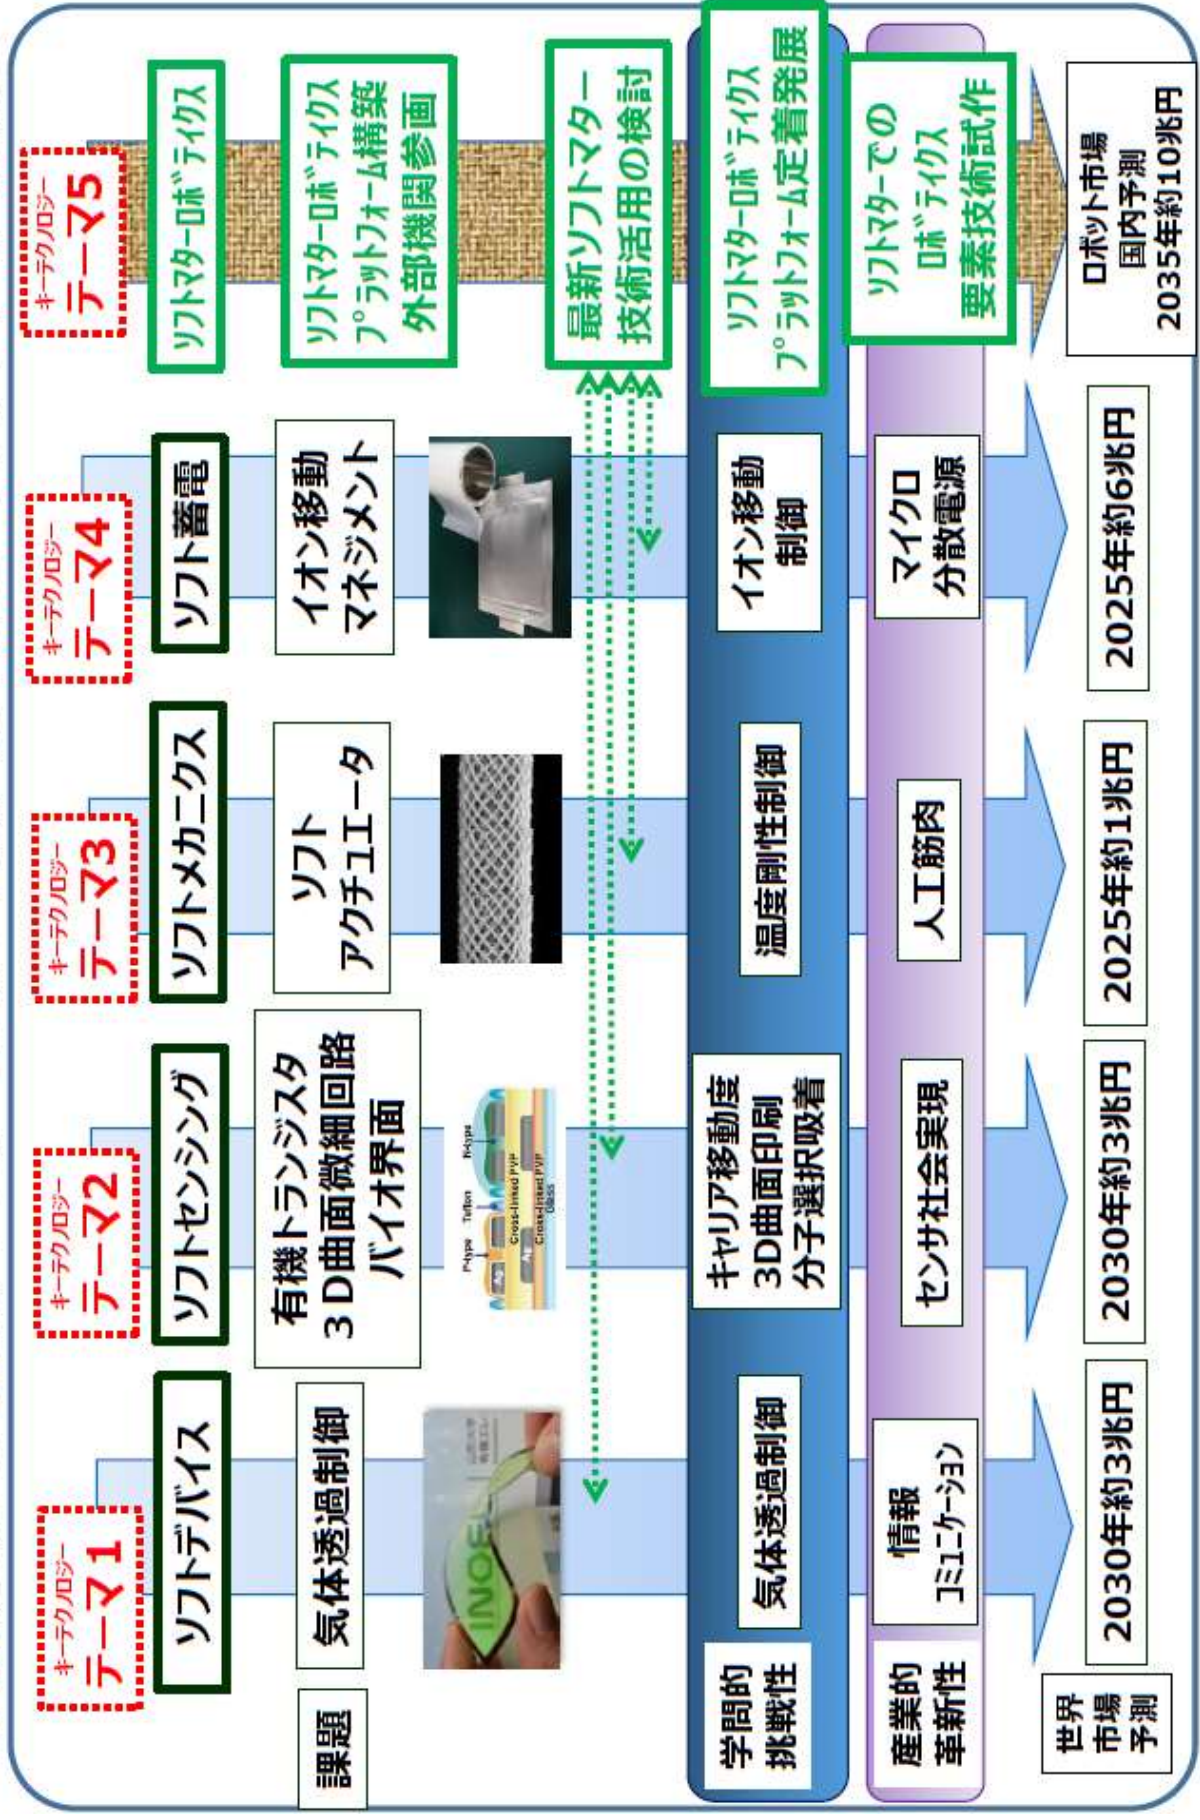 キーテクノロジー
テーマ1
キーテクノロジー
テーマ2
キーテクノロジー
テーマ3
キーテクノロジー
テーマ4
キーテクノロジー
テーマ5
ソフトデバイス
ソフトセンシング
ソフトメカニクス
ソフト蓄電
ソフトマターロボティクス
課題
気体透過制御
有機トランジスタ
3D曲面微細回路
バイオ界面
ソフト
アクチュエータ
イオン移動
マネジメント
ソフトマターロボティクス
プラットフォーム構築
外部機関参画
INOEL
P-type Teflon N-type
Ag
Cross-linked PVP
Ag
Cross-linked PVP
Glass
最新ソフトマター
技術活用の検討
学問的
挑戦性
気体透過制御
キャリア移動度
3D曲面印刷
分子選択吸着
温度剛性制御
イオン移動
制御
ソフトマターロボティクス
プラットフォーム定着発展
産業的
革新性
情報
コミュニケーション
センサ社会実現
人工筋肉
マイクロ
分散電源
ソフトマターでの
ロボティクス
要素技術試作
世界
市場
予測
2030年約3兆円
2030年約3兆円
2025年約1兆円
2025年約6兆円
ロボット市場
国内予測
2035年約10兆円